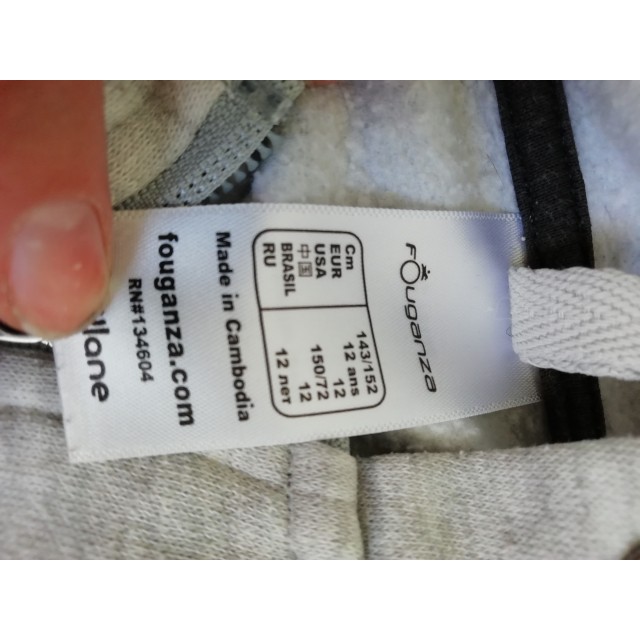 Fouganza
Cm 143/152
EUR 12 ans
USA 12
中国 150/72
BRASIL 12
RU 12 лет
Made in Cambodia
fouganza.com
RN#134604